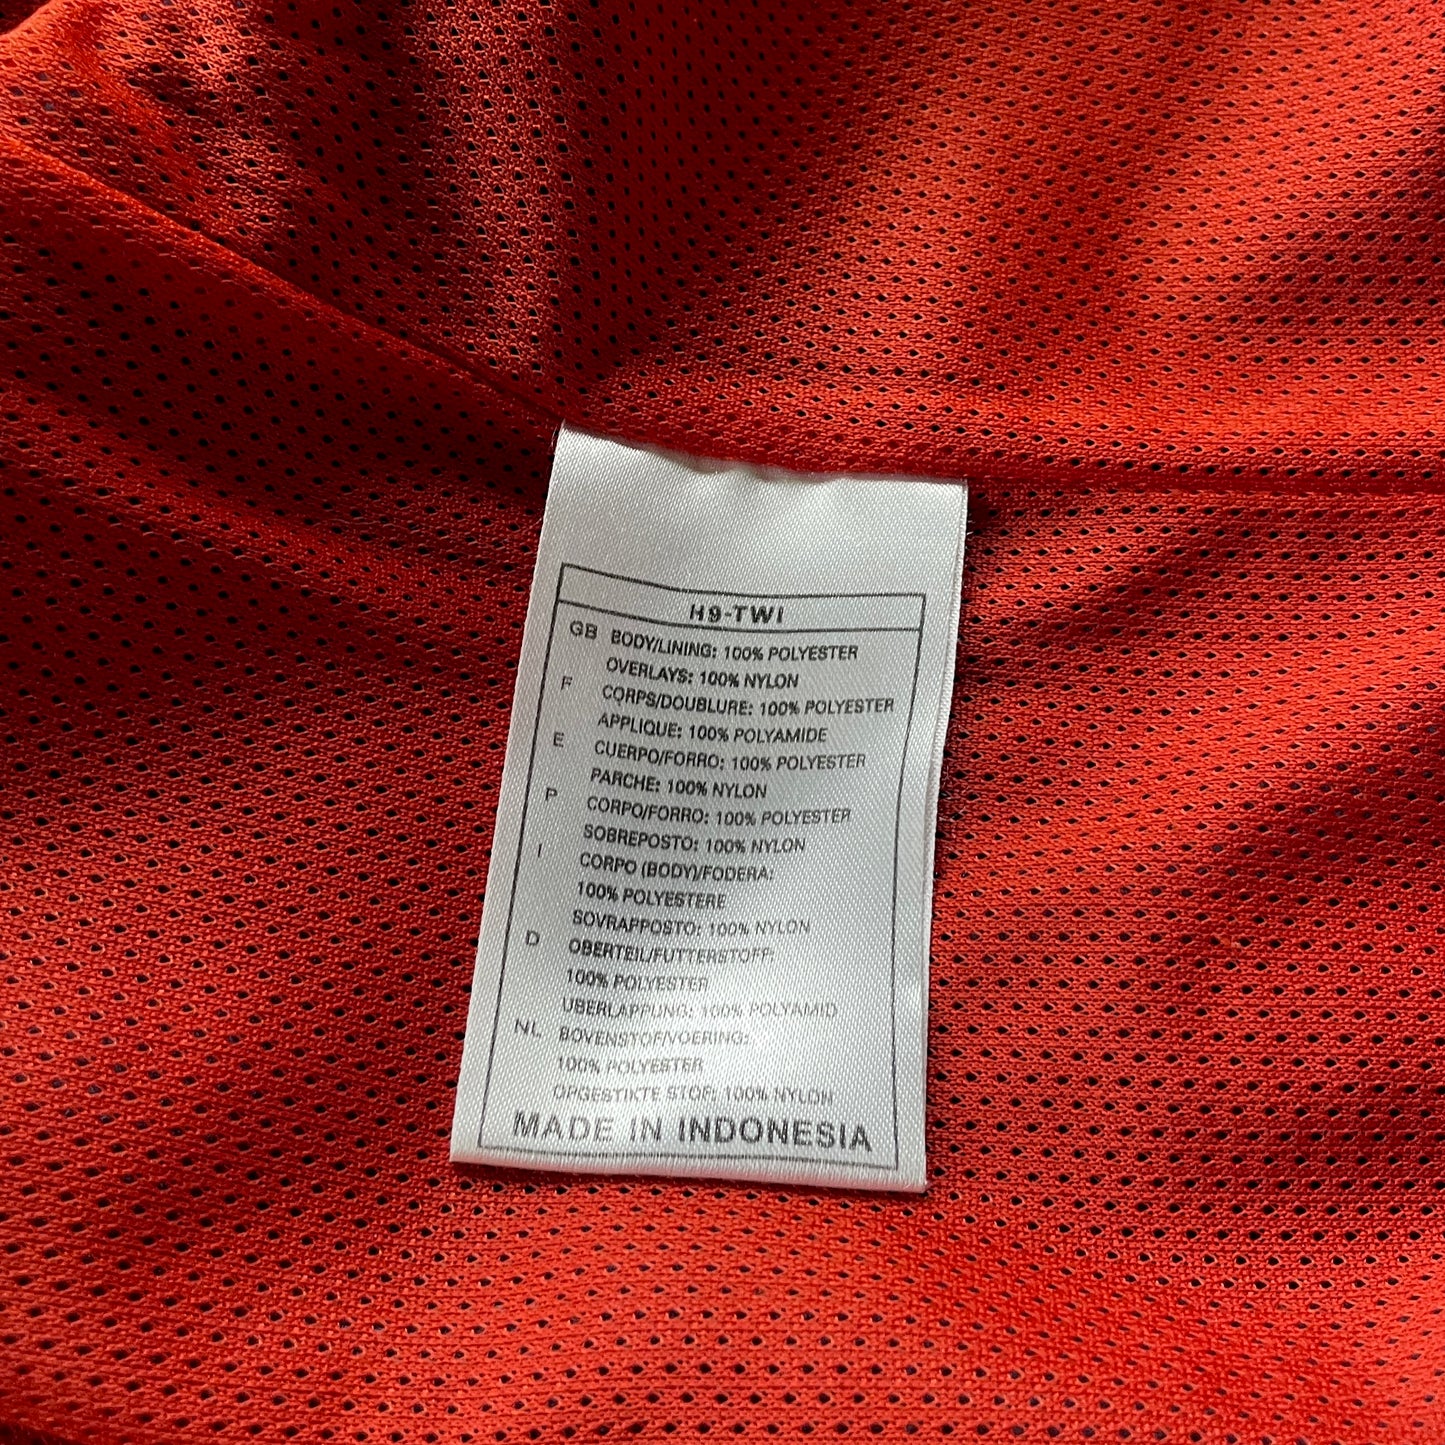 H9-TWI
GB BODY/LINING: 100% POLYESTER
OVERLAYS: 100% NYLON
F CORPS/DOUBLURE: 100% POLYESTER
APPLIQUE: 100% POLYAMIDE
E CUERPO/FORRO: 100% POLYESTER
PARCHE: 100% NYLON
P CORPO/FORRO: 100% POLYESTER
SOBREPOSTO: 100% NYLON
I CORPO (BODY)/FODERA:
100% POLYESTERE
SOVRAPPOSTO: 100% NYLON
D OBERTEIL/FUTTERSTOFF:
100% POLYESTER
UBERLAPPUNG: 100% POLYAMID
NL BOVENSTOF/VOERING:
100% POLYESTER
OPGESTIKTE STOF: 100% NYLON
MADE IN INDONESIA